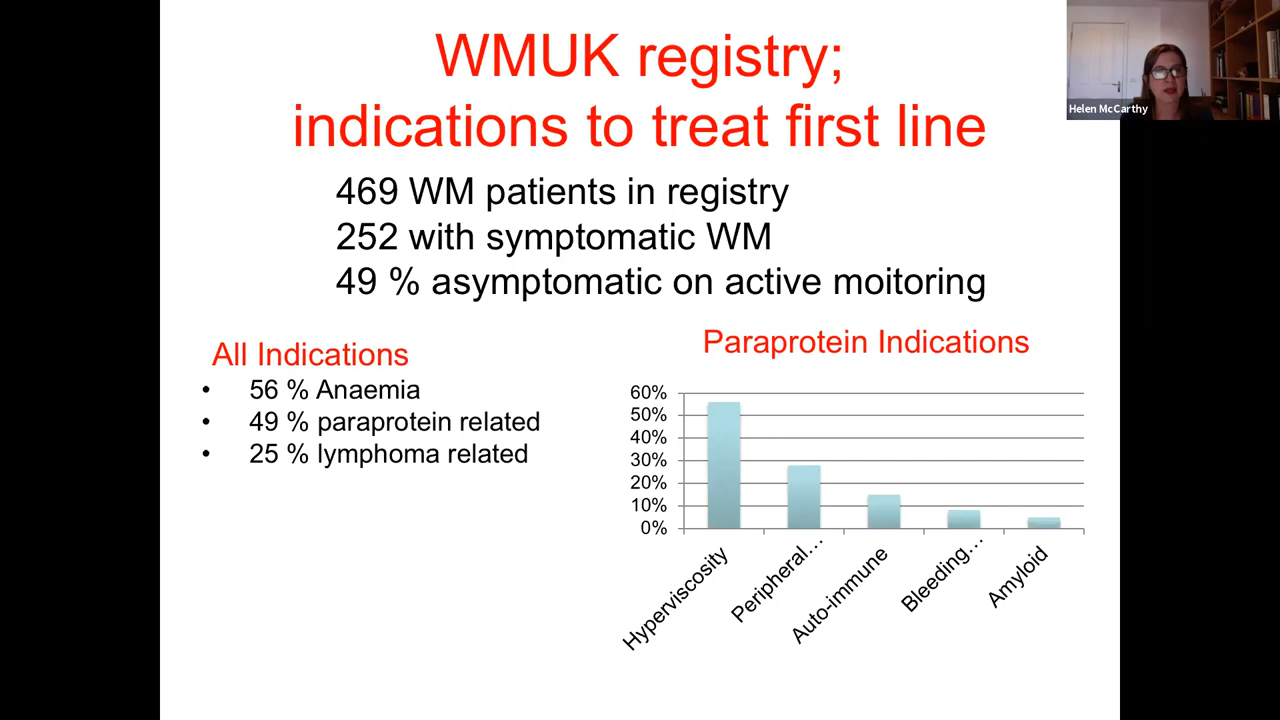 WMUK registry;
indications to treat first line
469 WM patients in registry
252 with symptomatic WM
49 % asymptomatic on active moitoring
All Indications
• 56 % Anaemia
• 49 % paraprotein related
• 25 % lymphoma related
Paraprotein Indications
60%
50%
40%
30%
20%
10%
0%
Hyperviscosity
Peripheral...
Auto-immune
Bleeding...
Amyloid
Helen McCarthy